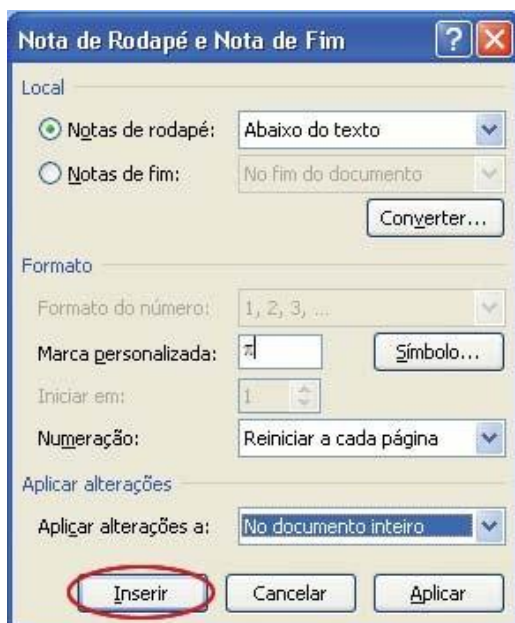 Nota de Rodapé e Nota de Fim
Local
Notas de rodapé: Abaixo do texto
Notas de fim: No fim do documento
Converter...
Formato
Formato do número: 1, 2, 3, ...
Marca personalizada: π Símbolo...
Iniciar em: 1
Numeração: Reiniciar a cada página
Aplicar alterações
Aplicar alterações a: No documento inteiro
Inserir Cancelar Aplicar